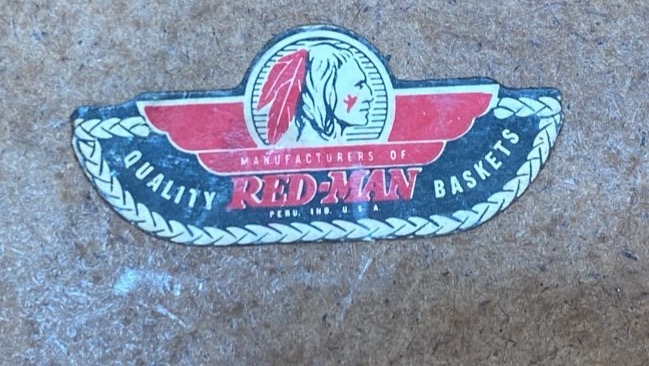 MANUFACTURERS OF
QUALITY RED-MAN BASKETS
PERU, IND. U.S.A.